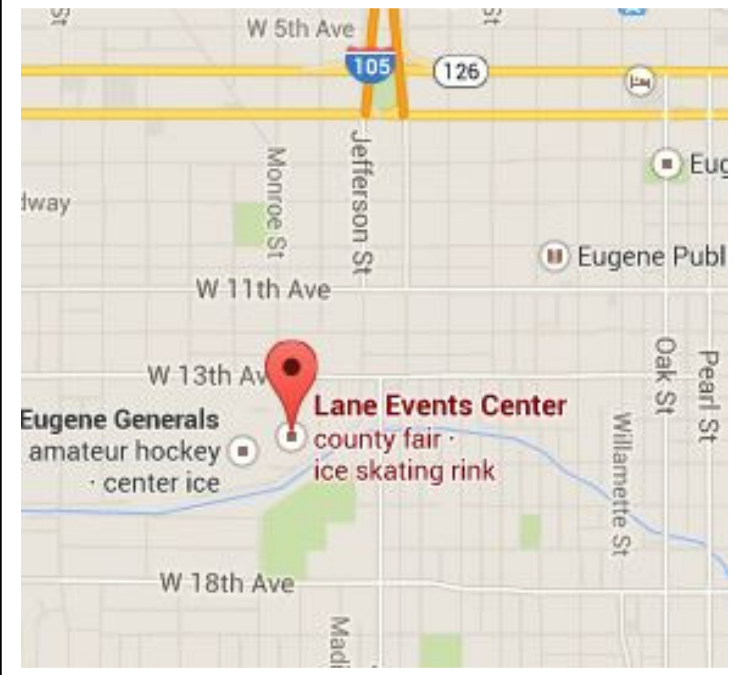 St
St
W 5th Ave
105
126
Jefferson St
Monroe St
Eug
dway
Eugene Publ
W 11th Ave
W 13th Av
Oak St
Pearl St
Lane Events Center
county fair ·
ice skating rink
Eugene Generals
amateur hockey
· center ice
Willamette St
W 18th Ave
Madi